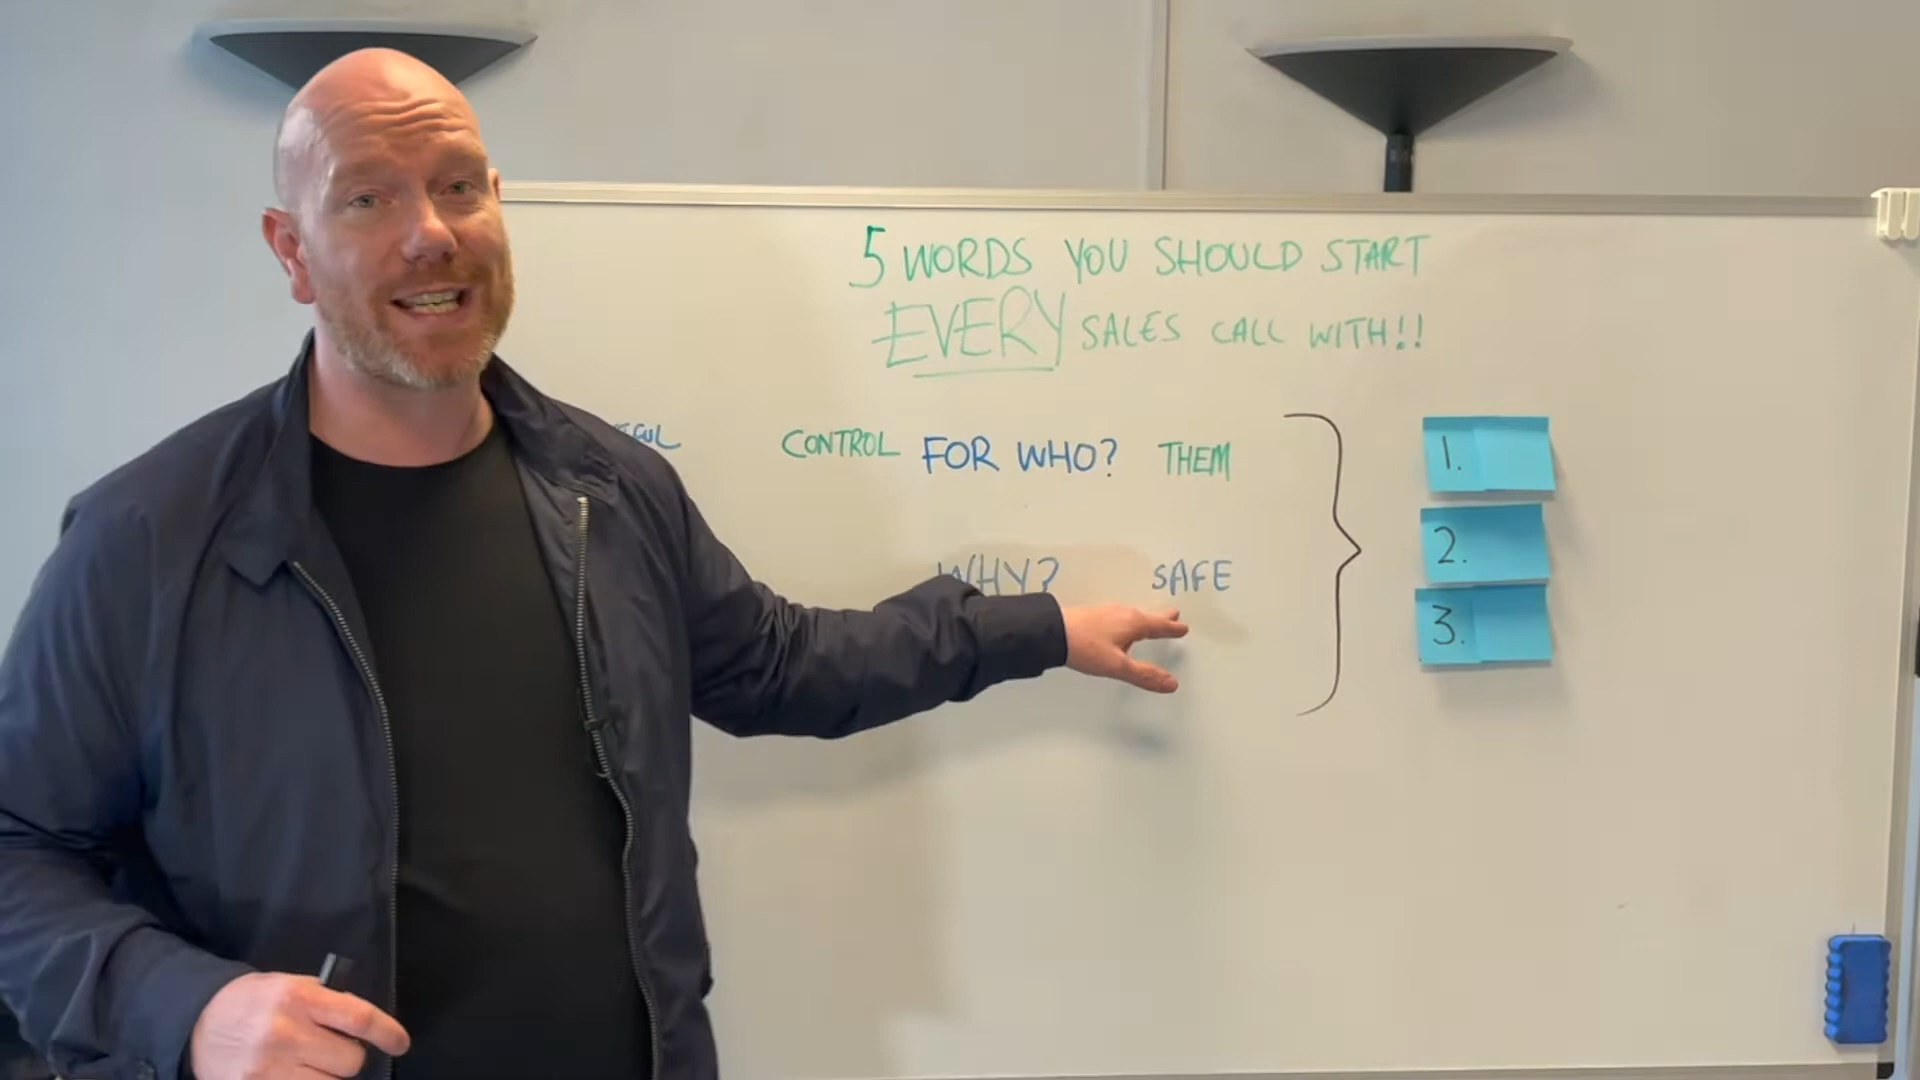 5 WORDS YOU SHOULD START
EVERY SALES CALL WITH!!
CONTROL FOR WHO? THEM
WHY? SAFE
1.
2.
3.